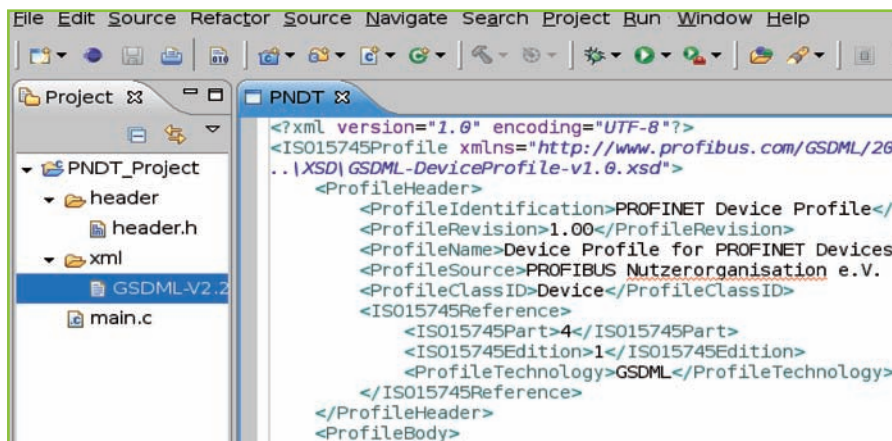 File Edit Source Refactor Source Navigate Search Project Run Window Help
010
Project
PNDT
PNDT_Project
header
header.h
xml
GSDML-V2.2
main.c
<?xml version="1.0" encoding="UTF-8"?>
<ISO15745Profile xmlns="http://www.profibus.com/GSDML/20
..\XSD\GSDML-DeviceProfile-v1.0.xsd">
<ProfileHeader>
<ProfileIdentification>PROFINET Device Profile</
<ProfileRevision>1.00</ProfileRevision>
<ProfileName>Device Profile for PROFINET Devices
<ProfileSource>PROFIBUS Nutzerorganisation e.V.
<ProfileClassID>Device</ProfileClassID>
<ISO15745Reference>
<ISO15745Part>4</ISO15745Part>
<ISO15745Edition>1</ISO15745Edition>
<ProfileTechnology>GSDML</ProfileTechnology>
</ISO15745Reference>
</ProfileHeader>
<ProfileBody>